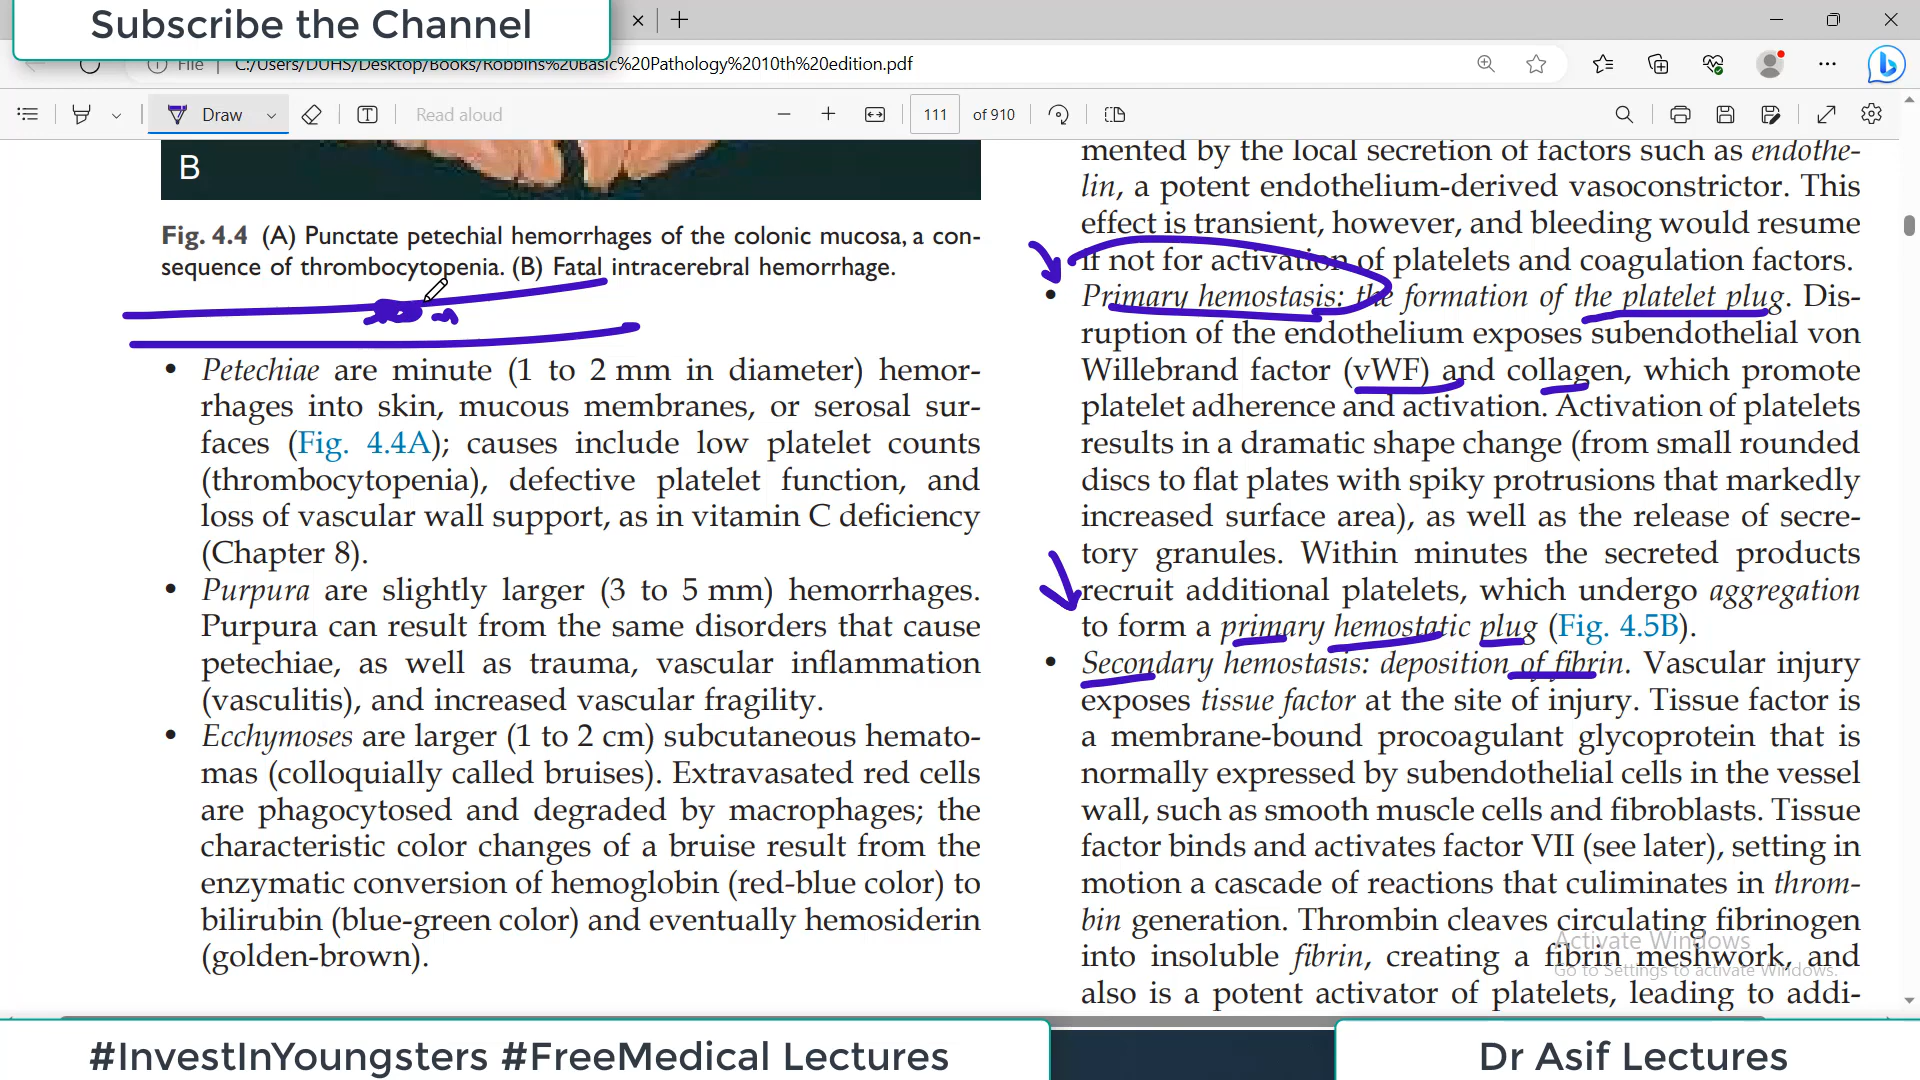 Subscribe the Channel
File
C:/Users/DUHS/Desktop/Books/Robbins%20Basic%20Pathology%2010th%20edition.pdf
Draw
Read aloud
111 of 910
B
Fig. 4.4 (A) Punctate petechial hemorrhages of the colonic mucosa, a con-
sequence of thrombocytopenia. (B) Fatal intracerebral hemorrhage.
• Petechiae are minute (1 to 2 mm in diameter) hemor-
rhages into skin, mucous membranes, or serosal sur-
faces (Fig. 4.4A); causes include low platelet counts
(thrombocytopenia), defective platelet function, and
loss of vascular wall support, as in vitamin C deficiency
(Chapter 8).
• Purpura are slightly larger (3 to 5 mm) hemorrhages.
Purpura can result from the same disorders that cause
petechiae, as well as trauma, vascular inflammation
(vasculitis), and increased vascular fragility.
• Ecchymoses are larger (1 to 2 cm) subcutaneous hemato-
mas (colloquially called bruises). Extravasated red cells
are phagocytosed and degraded by macrophages; the
characteristic color changes of a bruise result from the
enzymatic conversion of hemoglobin (red-blue color) to
bilirubin (blue-green color) and eventually hemosiderin
(golden-brown).
mented by the local secretion of factors such as endothe-
lin, a potent endothelium-derived vasoconstrictor. This
effect is transient, however, and bleeding would resume
if not for activation of platelets and coagulation factors.
• Primary hemostasis: the formation of the platelet plug. Dis-
ruption of the endothelium exposes subendothelial von
Willebrand factor (vWF) and collagen, which promote
platelet adherence and activation. Activation of platelets
results in a dramatic shape change (from small rounded
discs to flat plates with spiky protrusions that markedly
increased surface area), as well as the release of secre-
tory granules. Within minutes the secreted products
recruit additional platelets, which undergo aggregation
to form a primary hemostatic plug (Fig. 4.5B).
• Secondary hemostasis: deposition of fibrin. Vascular injury
exposes tissue factor at the site of injury. Tissue factor is
a membrane-bound procoagulant glycoprotein that is
normally expressed by subendothelial cells in the vessel
wall, such as smooth muscle cells and fibroblasts. Tissue
factor binds and activates factor VII (see later), setting in
motion a cascade of reactions that culiminates in throm-
bin generation. Thrombin cleaves circulating fibrinogen
into insoluble fibrin, creating a fibrin meshwork, and
also is a potent activator of platelets, leading to addi-
Activate Windows
Go to Settings to activate Windows.
#InvestInYoungsters #FreeMedical Lectures
Dr Asif Lectures